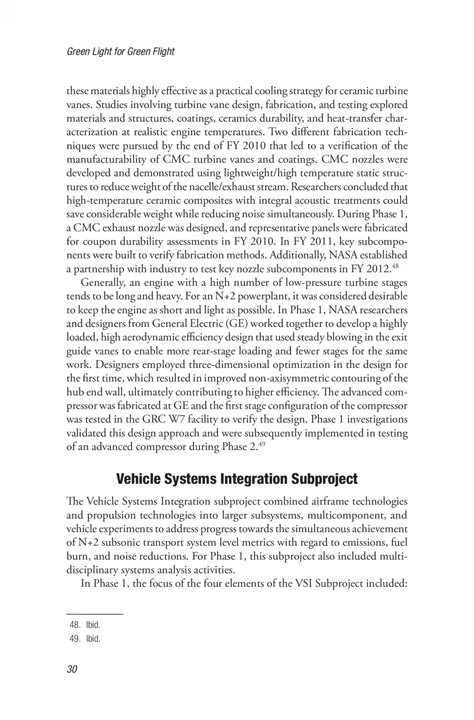 Green Light for Green Flight
these materials highly effective as a practical cooling strategy for ceramic turbine
vanes. Studies involving turbine vane design, fabrication, and testing explored
materials and structures, coatings, ceramics durability, and heat-transfer char-
acterization at realistic engine temperatures. Two different fabrication tech-
niques were pursued by the end of FY 2010 that led to a verification of the
manufacturability of CMC turbine vanes and coatings. CMC nozzles were
developed and demonstrated using lightweight/high temperature static struc-
tures to reduce weight of the nacelle/exhaust stream. Researchers concluded that
high-temperature ceramic composites with integral acoustic treatments could
save considerable weight while reducing noise simultaneously. During Phase 1,
a CMC exhaust nozzle was designed, and representative panels were fabricated
for coupon durability assessments in FY 2010. In FY 2011, key subcompo-
nents were built to verify fabrication methods. Additionally, NASA established
a partnership with industry to test key nozzle subcomponents in FY 2012.48
Generally, an engine with a high number of low-pressure turbine stages
tends to be long and heavy. For an N+2 powerplant, it was considered desirable
to keep the engine as short and light as possible. In Phase 1, NASA researchers
and designers from General Electric (GE) worked together to develop a highly
loaded, high aerodynamic efficiency design that used steady blowing in the exit
guide vanes to enable more rear-stage loading and fewer stages for the same
work. Designers employed three-dimensional optimization in the design for
the first time, which resulted in improved non-axisymmetric contouring of the
hub end wall, ultimately contributing to higher efficiency. The advanced com-
pressor was fabricated at GE and the first stage configuration of the compressor
was tested in the GRC W7 facility to verify the design. Phase 1 investigations
validated this design approach and were subsequently implemented in testing
of an advanced compressor during Phase 2.49
Vehicle Systems Integration Subproject
The Vehicle Systems Integration subproject combined airframe technologies
and propulsion technologies into larger subsystems, multicomponent, and
vehicle experiments to address progress towards the simultaneous achievement
of N+2 subsonic transport system level metrics with regard to emissions, fuel
burn, and noise reductions. For Phase 1, this subproject also included multi-
disciplinary systems analysis activities.
In Phase 1, the focus of the four elements of the VSI Subproject included:
48. Ibid.
49. Ibid.
30